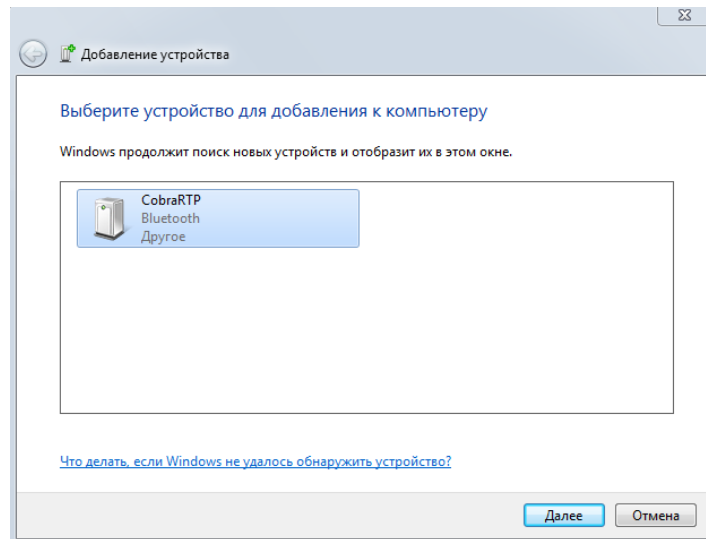 Добавление устройства
Выберите устройство для добавления к компьютеру
Windows продолжит поиск новых устройств и отобразит их в этом окне.
CobraRTP
Bluetooth
Другое
Что делать, если Windows не удалось обнаружить устройство?
Далее
Отмена